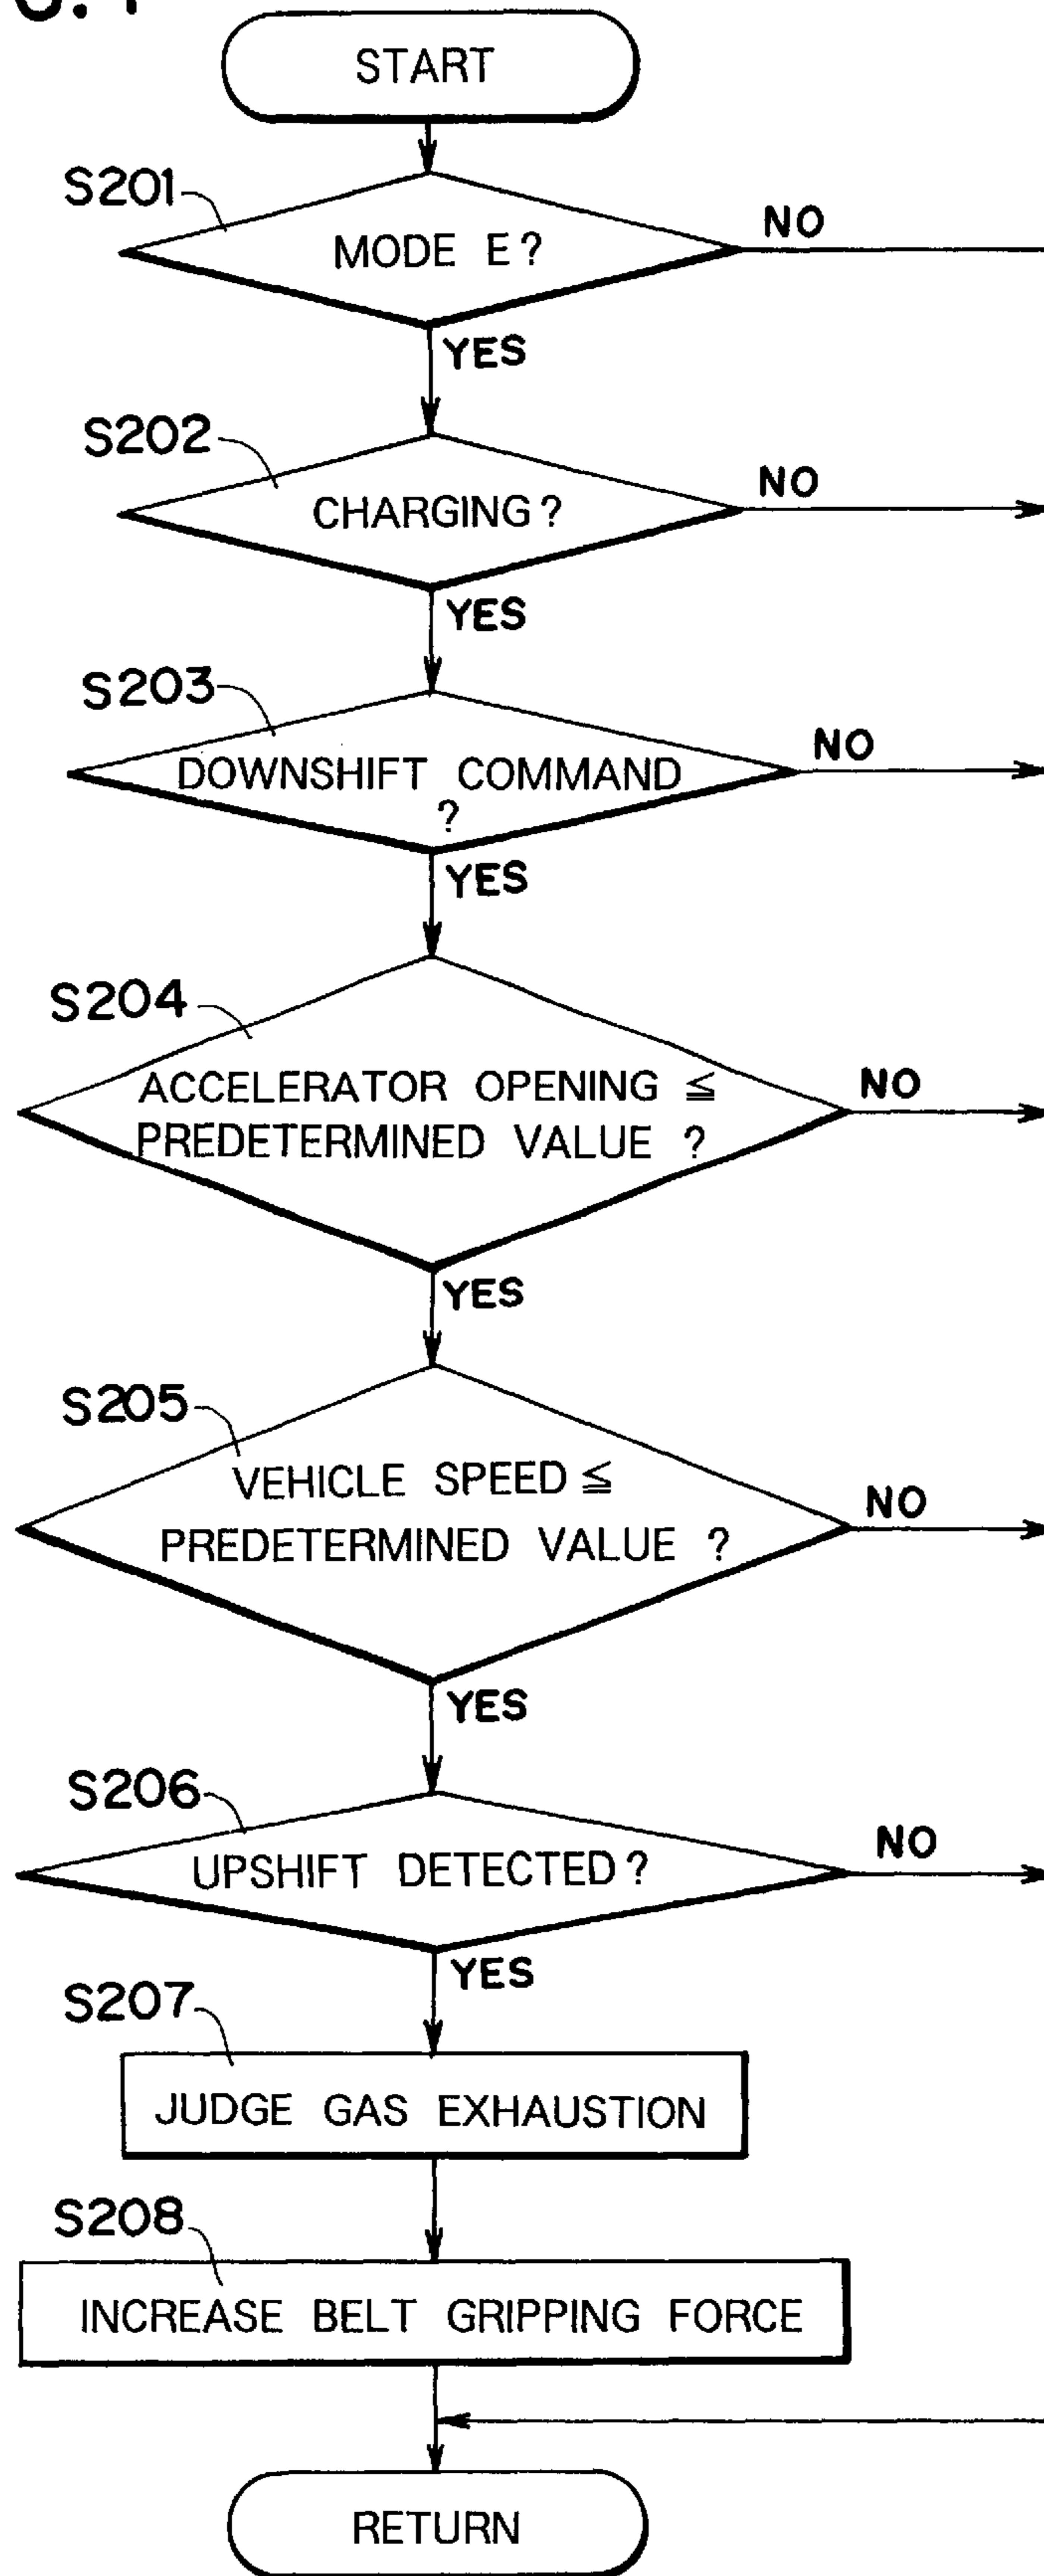 START
S201
MODE E?
NO
YES
S202
CHARGING?
NO
YES
S203
DOWNSHIFT COMMAND
?
NO
YES
S204
ACCELERATOR OPENING ≦
PREDETERMINED VALUE ?
NO
YES
S205
VEHICLE SPEED ≦
PREDETERMINED VALUE ?
NO
YES
S206
UPSHIFT DETECTED?
NO
YES
S207
JUDGE GAS EXHAUSTION
S208
INCREASE BELT GRIPPING FORCE
RETURN